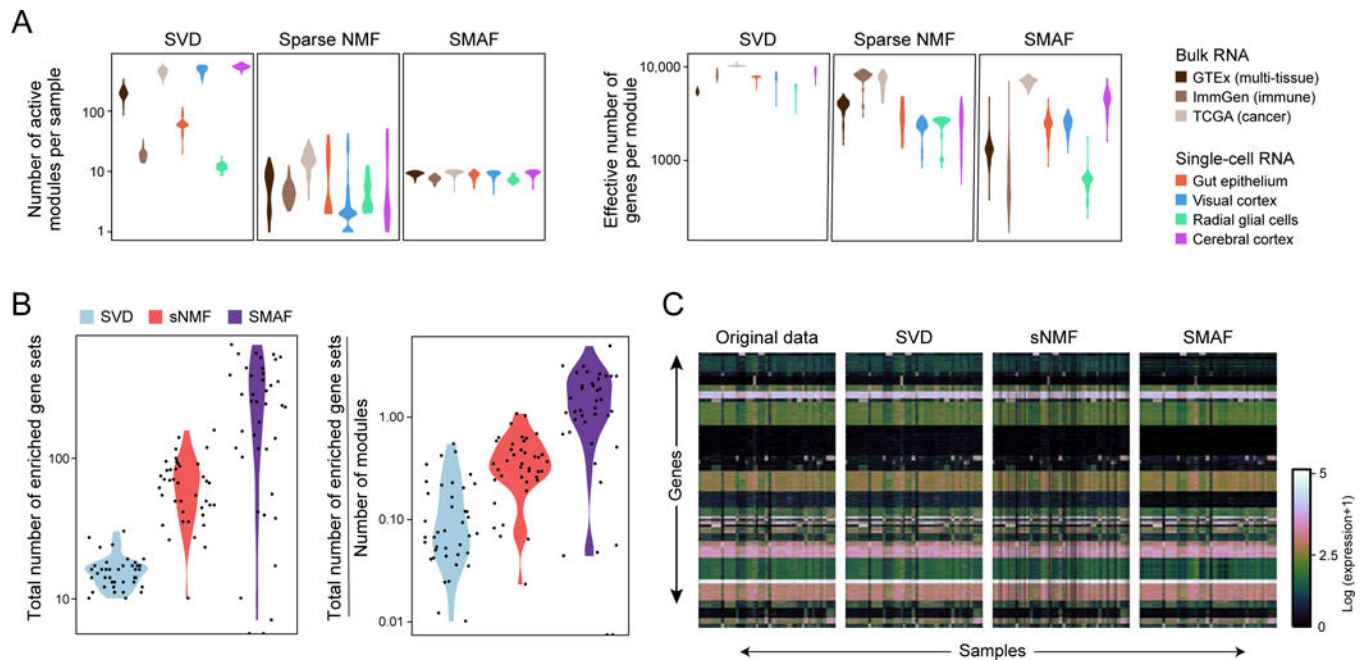 A
SVD
Sparse NMF
SMAF
Number of active
modules per sample
100
10
1
SVD
Sparse NMF
SMAF
Effective number of
genes per module
10,000
1000
Bulk RNA
GTEx (multi-tissue)
ImmGen (immune)
TCGA (cancer)
Single-cell RNA
Gut epithelium
Visual cortex
Radial glial cells
Cerebral cortex
B
SVD
sNMF
SMAF
Total number of enriched gene sets
100
10
Total number of enriched gene sets
Number of modules
1.00
0.10
0.01
C
Original data
SVD
sNMF
SMAF
Genes
Samples
5
2.5
0
Log (expression+1)